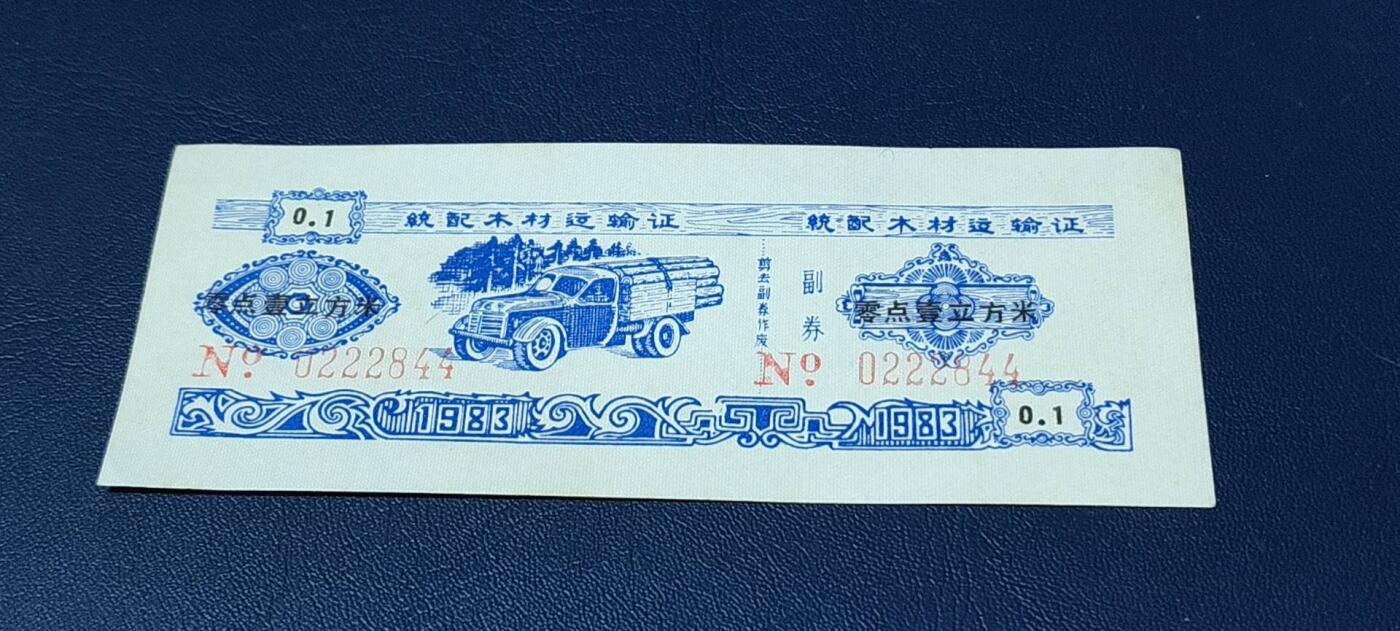 0.1
統配木材运输证
零点壹立方米
№ 0222844
1983
剪去副券作废
副券
統配木材运输证
零点壹立方米
№ 0222844
1983
0.1